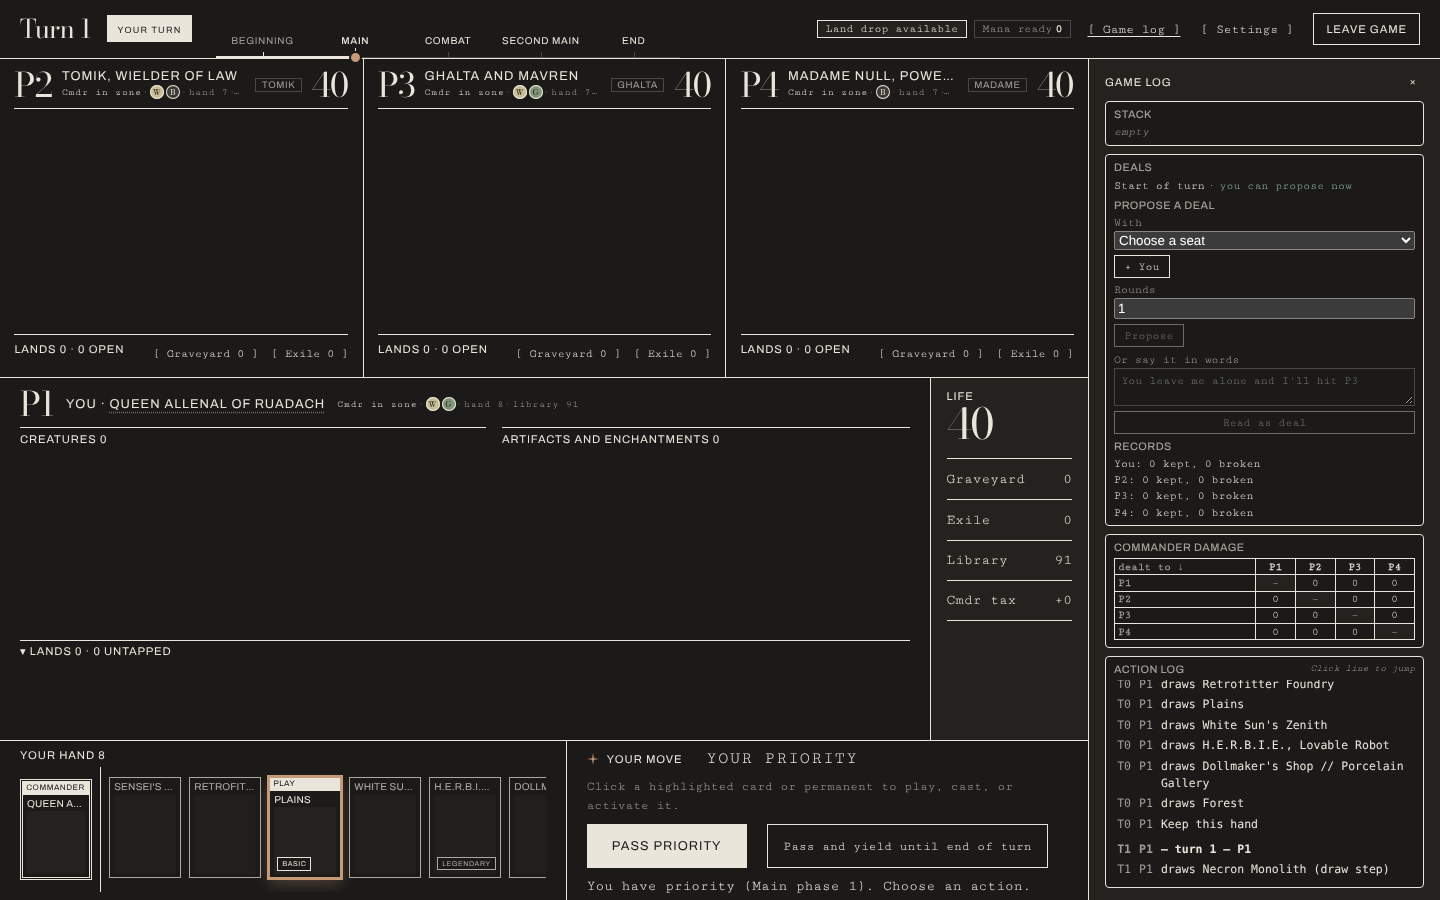 Turn 1
YOUR TURN
BEGINNING
MAIN
COMBAT
SECOND MAIN
END
Land drop available
Mana ready 0
[ Game log ]
[ Settings ]
LEAVE GAME
P2 TOMIK, WIELDER OF LAW
Cmdr in zone · W B · hand 7 ·…
TOMIK
40
LANDS 0 · 0 OPEN
[ Graveyard 0 ] [ Exile 0 ]
P3 GHALTA AND MAVREN
Cmdr in zone · W G · hand 7…
GHALTA
40
LANDS 0 · 0 OPEN
[ Graveyard 0 ] [ Exile 0 ]
P4 MADAME NULL, POWE…
Cmdr in zone · B · hand 7 ·…
MADAME
40
LANDS 0 · 0 OPEN
[ Graveyard 0 ] [ Exile 0 ]
P1 YOU · QUEEN ALLENAL OF RUADACH Cmdr in zone W G hand 8·library 91
CREATURES 0
ARTIFACTS AND ENCHANTMENTS 0
▾ LANDS 0 · 0 UNTAPPED
LIFE
40
Graveyard 0
Exile 0
Library 91
Cmdr tax +0
YOUR HAND 8
COMMANDER
QUEEN A…
SENSEI'S …
RETROFIT…
PLAY
PLAINS
BASIC
WHITE SU…
H.E.R.B.I.…
LEGENDARY
DOLLM
YOUR MOVE YOUR PRIORITY
Click a highlighted card or permanent to play, cast, or
activate it.
PASS PRIORITY
Pass and yield until end of turn
You have priority (Main phase 1). Choose an action.
GAME LOG ×
STACK
empty
DEALS
Start of turn · you can propose now
PROPOSE A DEAL
With
Choose a seat
+ You
Rounds
1
Propose
Or say it in words
You leave me alone and I'll hit P3
Read as deal
RECORDS
You: 0 kept, 0 broken
P2: 0 kept, 0 broken
P3: 0 kept, 0 broken
P4: 0 kept, 0 broken
COMMANDER DAMAGE
dealt to ↓ P1 P2 P3 P4
P1 – 0 0 0
P2 0 – 0 0
P3 0 0 – 0
P4 0 0 0 –
ACTION LOG Click line to jump
T0 P1 draws Retrofitter Foundry
T0 P1 draws Plains
T0 P1 draws White Sun's Zenith
T0 P1 draws H.E.R.B.I.E., Lovable Robot
T0 P1 draws Dollmaker's Shop // Porcelain
Gallery
T0 P1 draws Forest
T0 P1 Keep this hand
T1 P1 — turn 1 — P1
T1 P1 draws Necron Monolith (draw step)